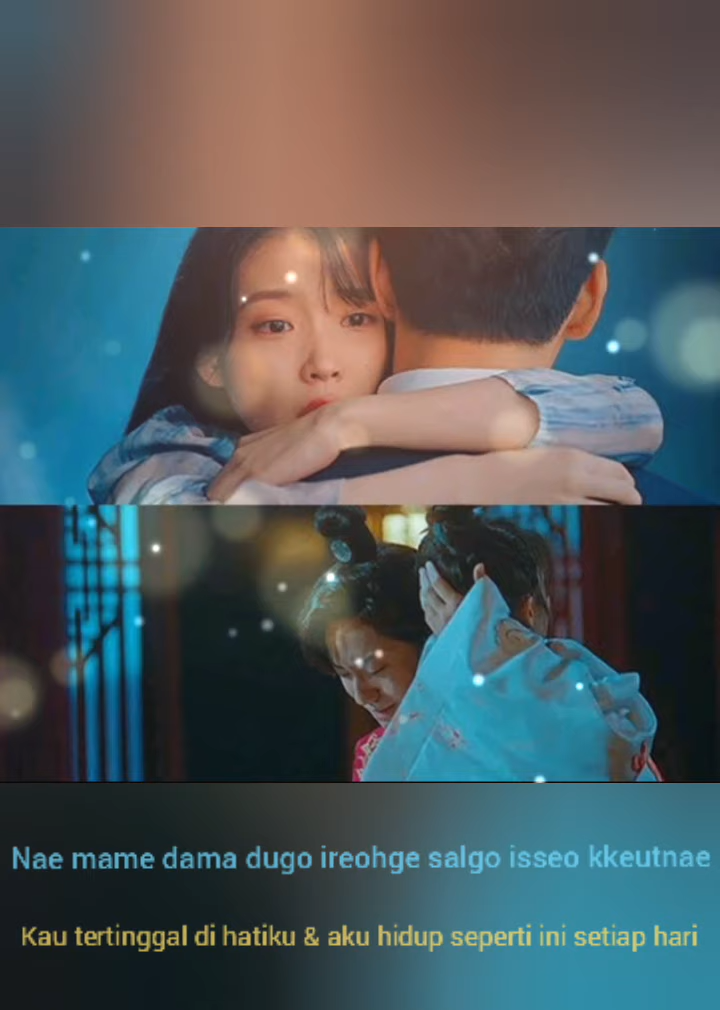 Nae mame dama dugo ireohge salgo isseo kkeutnae
Kau tertinggal di hatiku & aku hidup seperti ini setiap hari